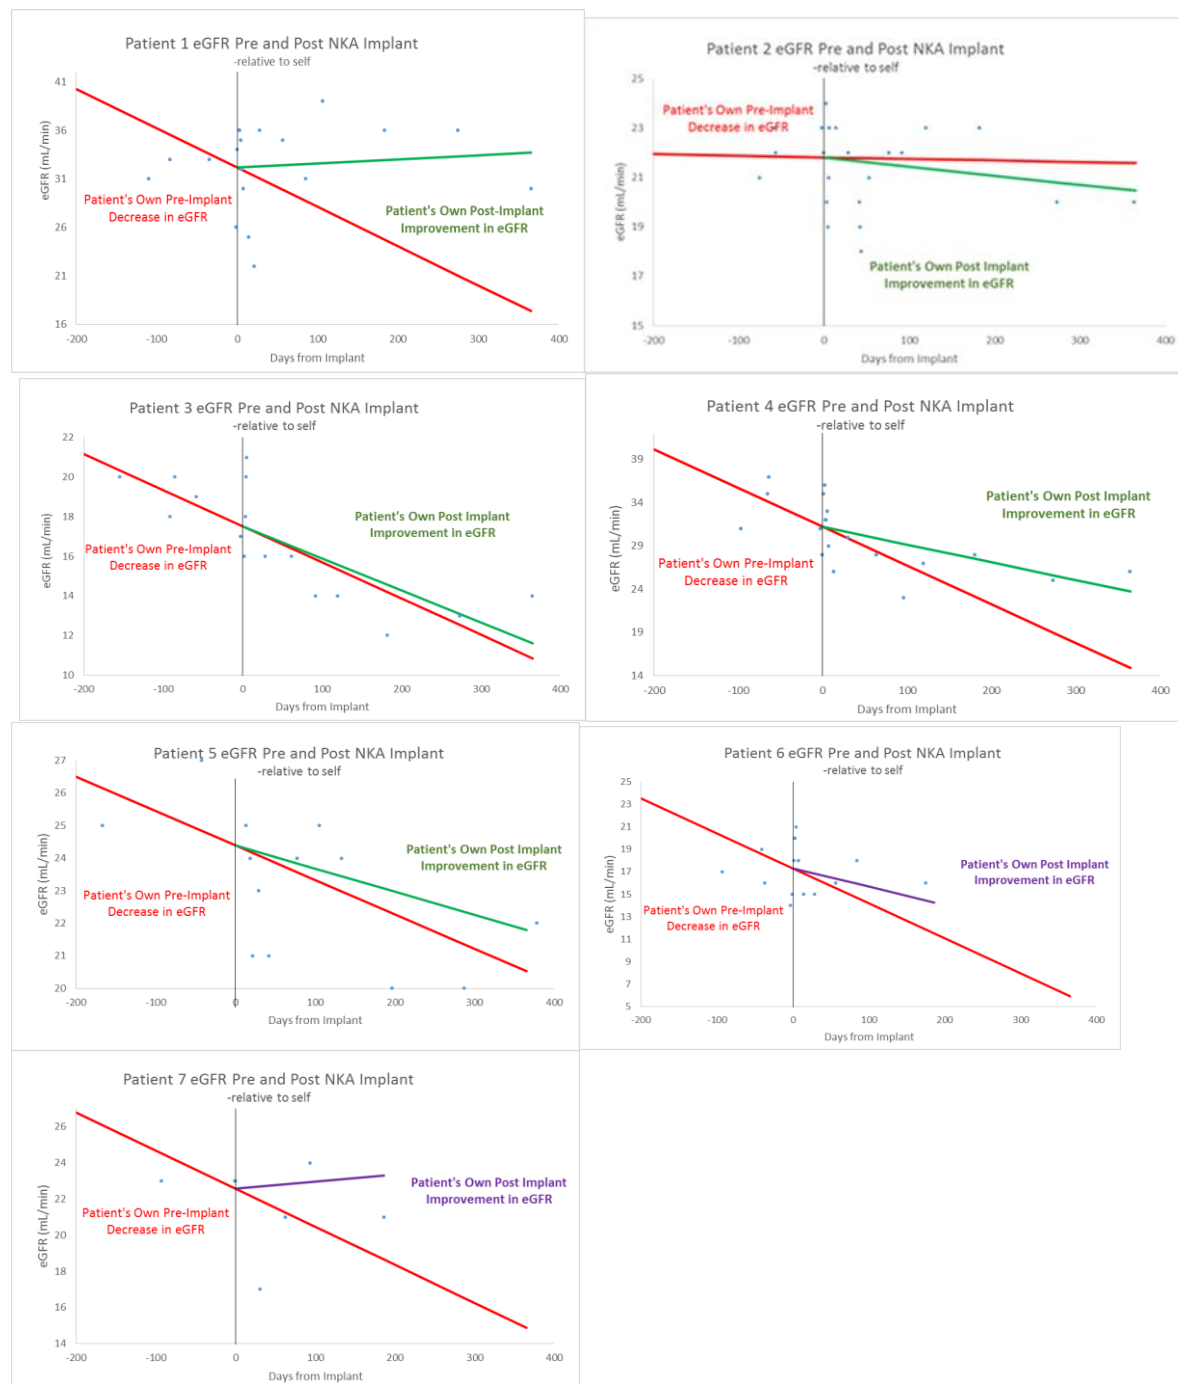 Patient 1 eGFR Pre and Post NKA Implant
-relative to self
41
36
31
26
21
16
eGFR (mL/min)
Patient's Own Pre-Implant
Decrease in eGFR
Patient's Own Post-Implant
Improvement in eGFR
-200
-100
0
100
200
300
400
Days from Implant
Patient 2 eGFR Pre and Post NKA Implant
-relative to self
25
23
21
19
17
15
eGFR (mL/min)
Patient's Own Pre-Implant
Decrease in eGFR
Patient's Own Post Implant
Improvement in eGFR
-200
-100
0
100
200
300
400
Days from Implant
Patient 3 eGFR Pre and Post NKA Implant
-relative to self
22
20
18
16
14
12
10
eGFR (mL/min)
Patient's Own Post Implant
Improvement in eGFR
Patient's Own Pre-Implant
Decrease in eGFR
-200
-100
0
100
200
300
400
Days from Implant
Patient 4 eGFR Pre and Post NKA Implant
-relative to self
39
34
29
24
19
14
eGFR (mL/min)
Patient's Own Post Implant
Improvement in eGFR
Patient's Own Pre-Implant
Decrease in eGFR
-200
-100
0
100
200
300
400
Days from Implant
Patient 5 eGFR Pre and Post NKA Implant
-relative to self
27
26
25
24
23
22
21
20
eGFR (mL/min)
Patient's Own Post Implant
Improvement in eGFR
Patient's Own Pre-Implant
Decrease in eGFR
-200
-100
0
100
200
300
400
Days from Implant
Patient 6 eGFR Pre and Post NKA Implant
-relative to self
25
23
21
19
17
15
13
11
9
7
5
eGFR (mL/min)
Patient's Own Post Implant
Improvement in eGFR
Patient's Own Pre-Implant
Decrease in eGFR
-200
-100
0
100
200
300
400
Days from Implant
Patient 7 eGFR Pre and Post NKA Implant
-relative to self
26
24
22
20
18
16
14
eGFR (mL/min)
Patient's Own Post Implant
Improvement in eGFR
Patient's Own Pre-Implant
Decrease in eGFR
-200
-100
0
100
200
300
400
Days from Implant